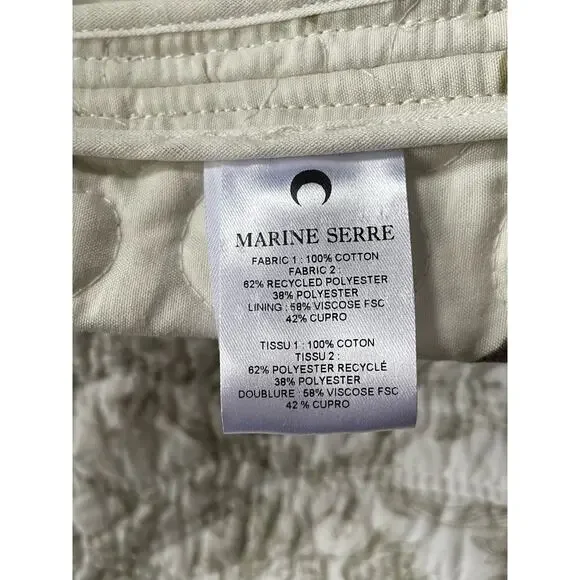 MARINE SERRE
FABRIC 1 : 100% COTTON
FABRIC 2 :
62% RECYCLED POLYESTER
38% POLYESTER
LINING : 58% VISCOSE FSC
42% CUPRO
TISSU 1 : 100% COTON
TISSU 2 :
62% POLYESTER RECYCLÉ
38% POLYESTER
DOUBLURE : 58% VISCOSE FSC
42 % CUPRO